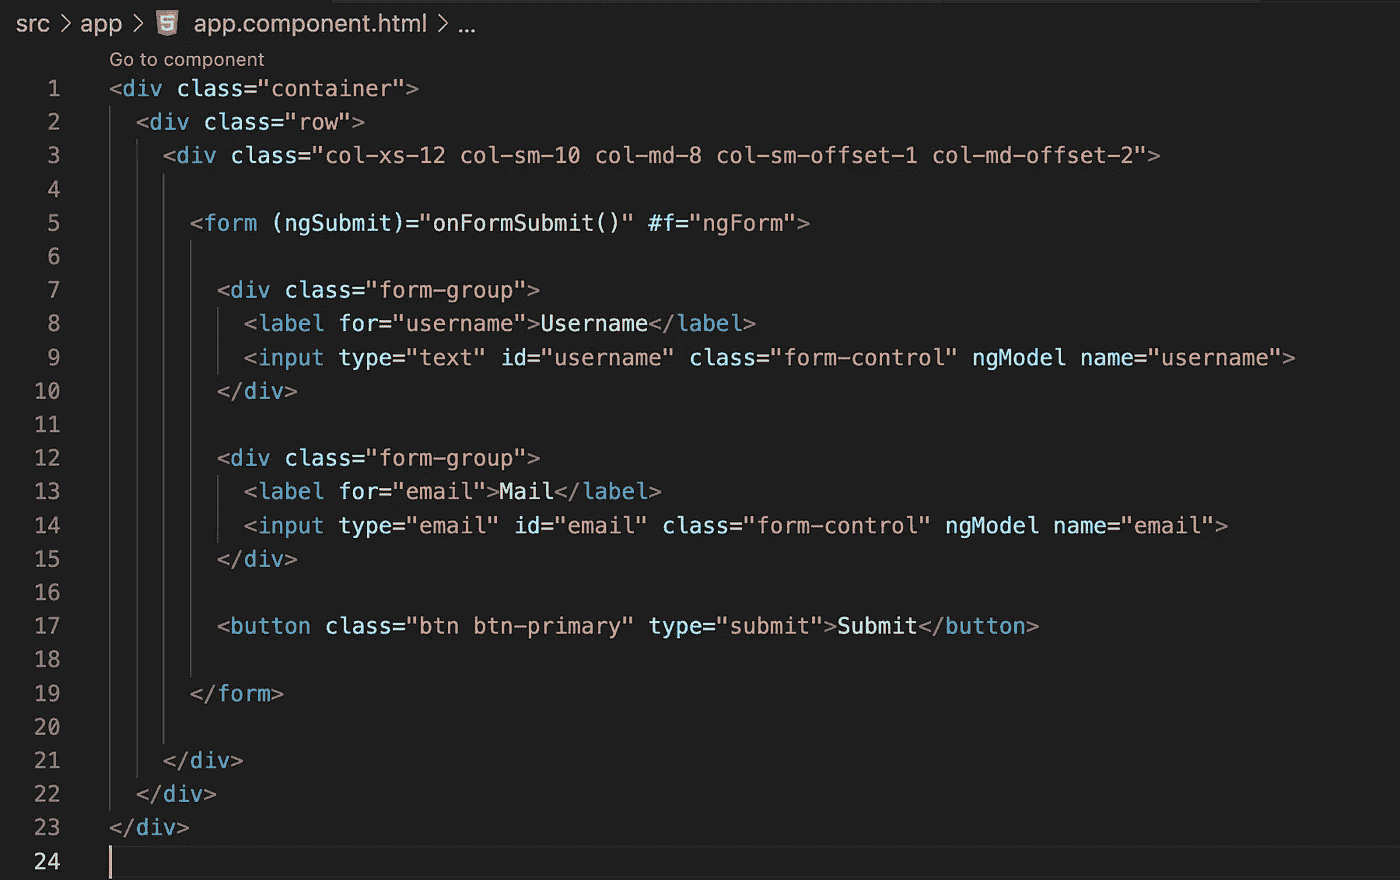 src > app > app.component.html > ...
Go to component
1 <div class="container">
2 <div class="row">
3 <div class="col-xs-12 col-sm-10 col-md-8 col-sm-offset-1 col-md-offset-2">
4
5 <form (ngSubmit)="onFormSubmit()" #f="ngForm">
6
7 <div class="form-group">
8 <label for="username">Username</label>
9 <input type="text" id="username" class="form-control" ngModel name="username">
10 </div>
11
12 <div class="form-group">
13 <label for="email">Mail</label>
14 <input type="email" id="email" class="form-control" ngModel name="email">
15 </div>
16
17 <button class="btn btn-primary" type="submit">Submit</button>
18
19 </form>
20
21 </div>
22 </div>
23 </div>
24